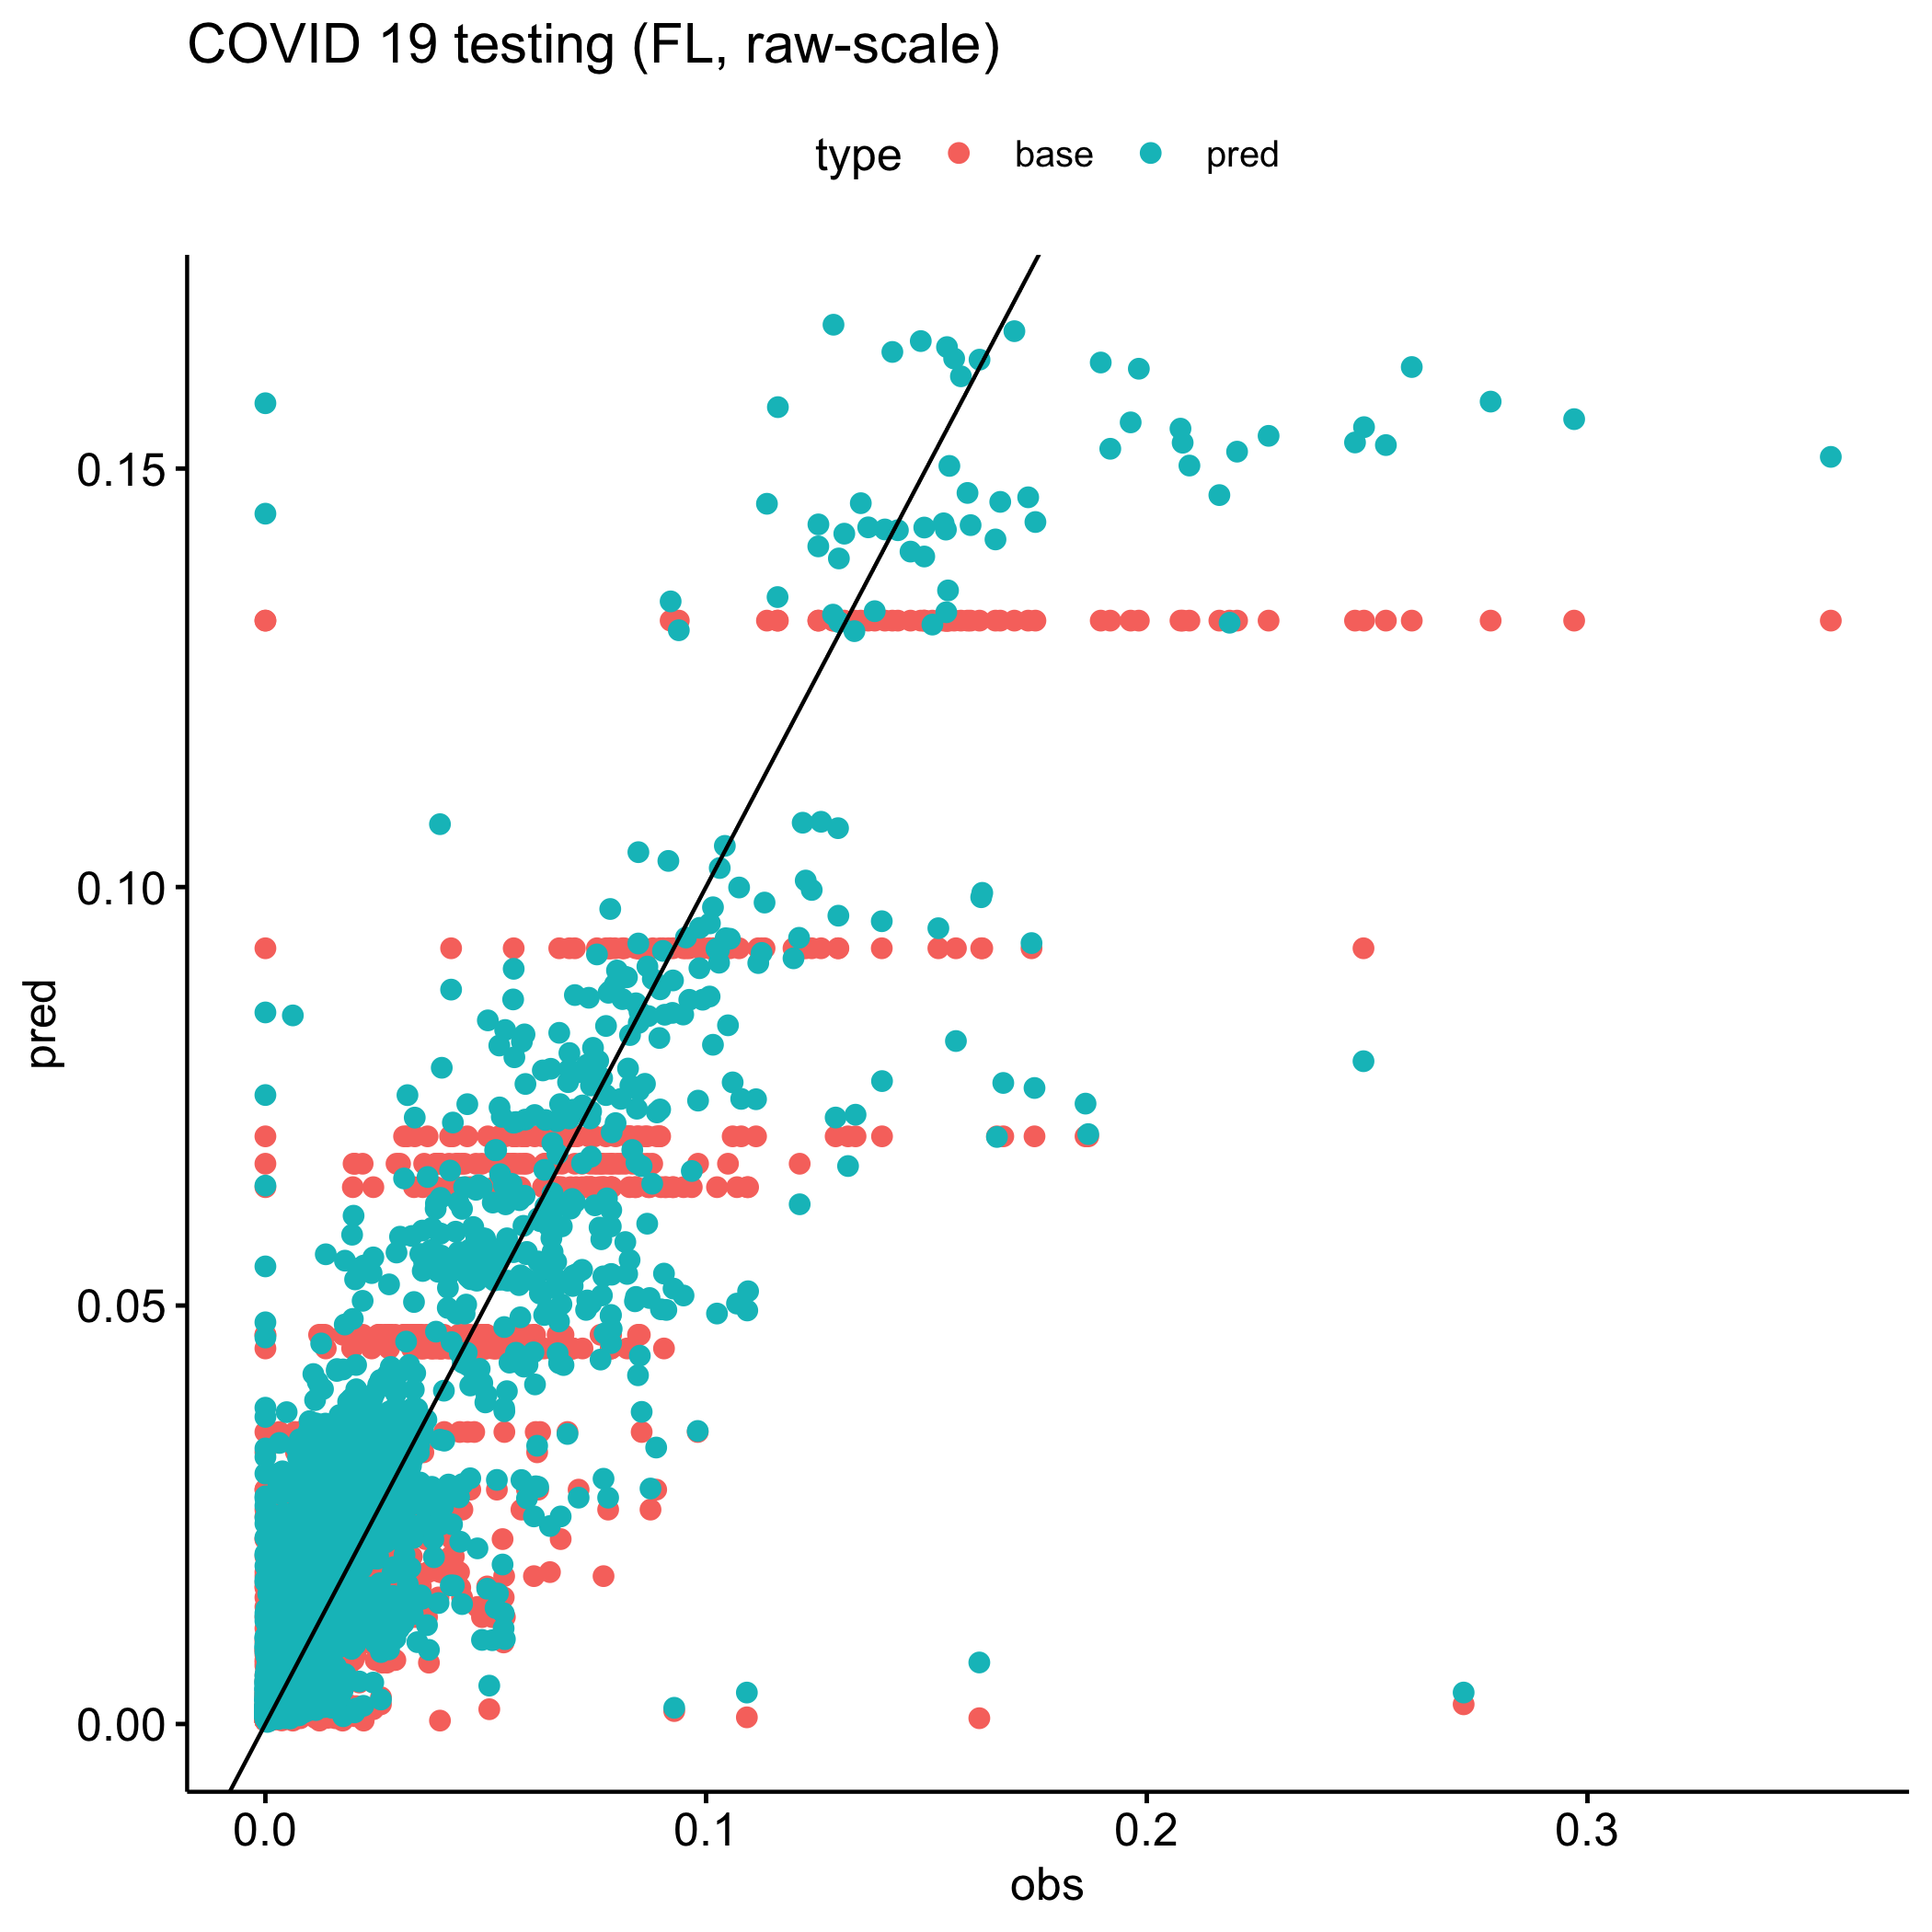 COVID 19 testing (FL, raw-scale)
type base pred
pred
0.15
0.10
0.05
0.00
0.0 0.1 0.2 0.3
obs